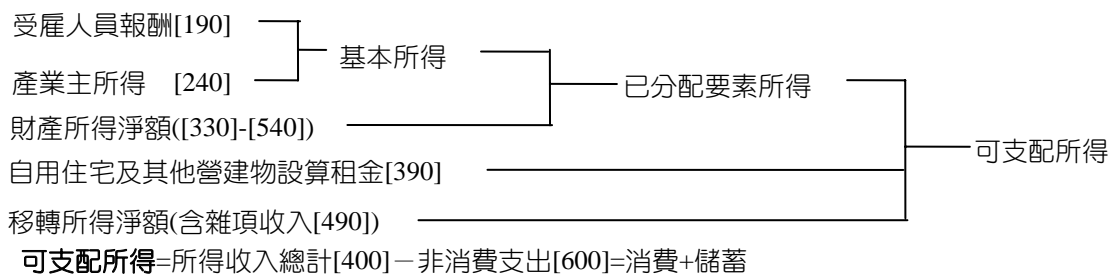 受雇人員報酬[190]
基本所得
產業主所得 [240]
已分配要素所得
財產所得淨額([330]-[540])
可支配所得
自用住宅及其他營建物設算租金[390]
移轉所得淨額(含雜項收入[490])
可支配所得=所得收入總計[400]－非消費支出[600]=消費+儲蓄